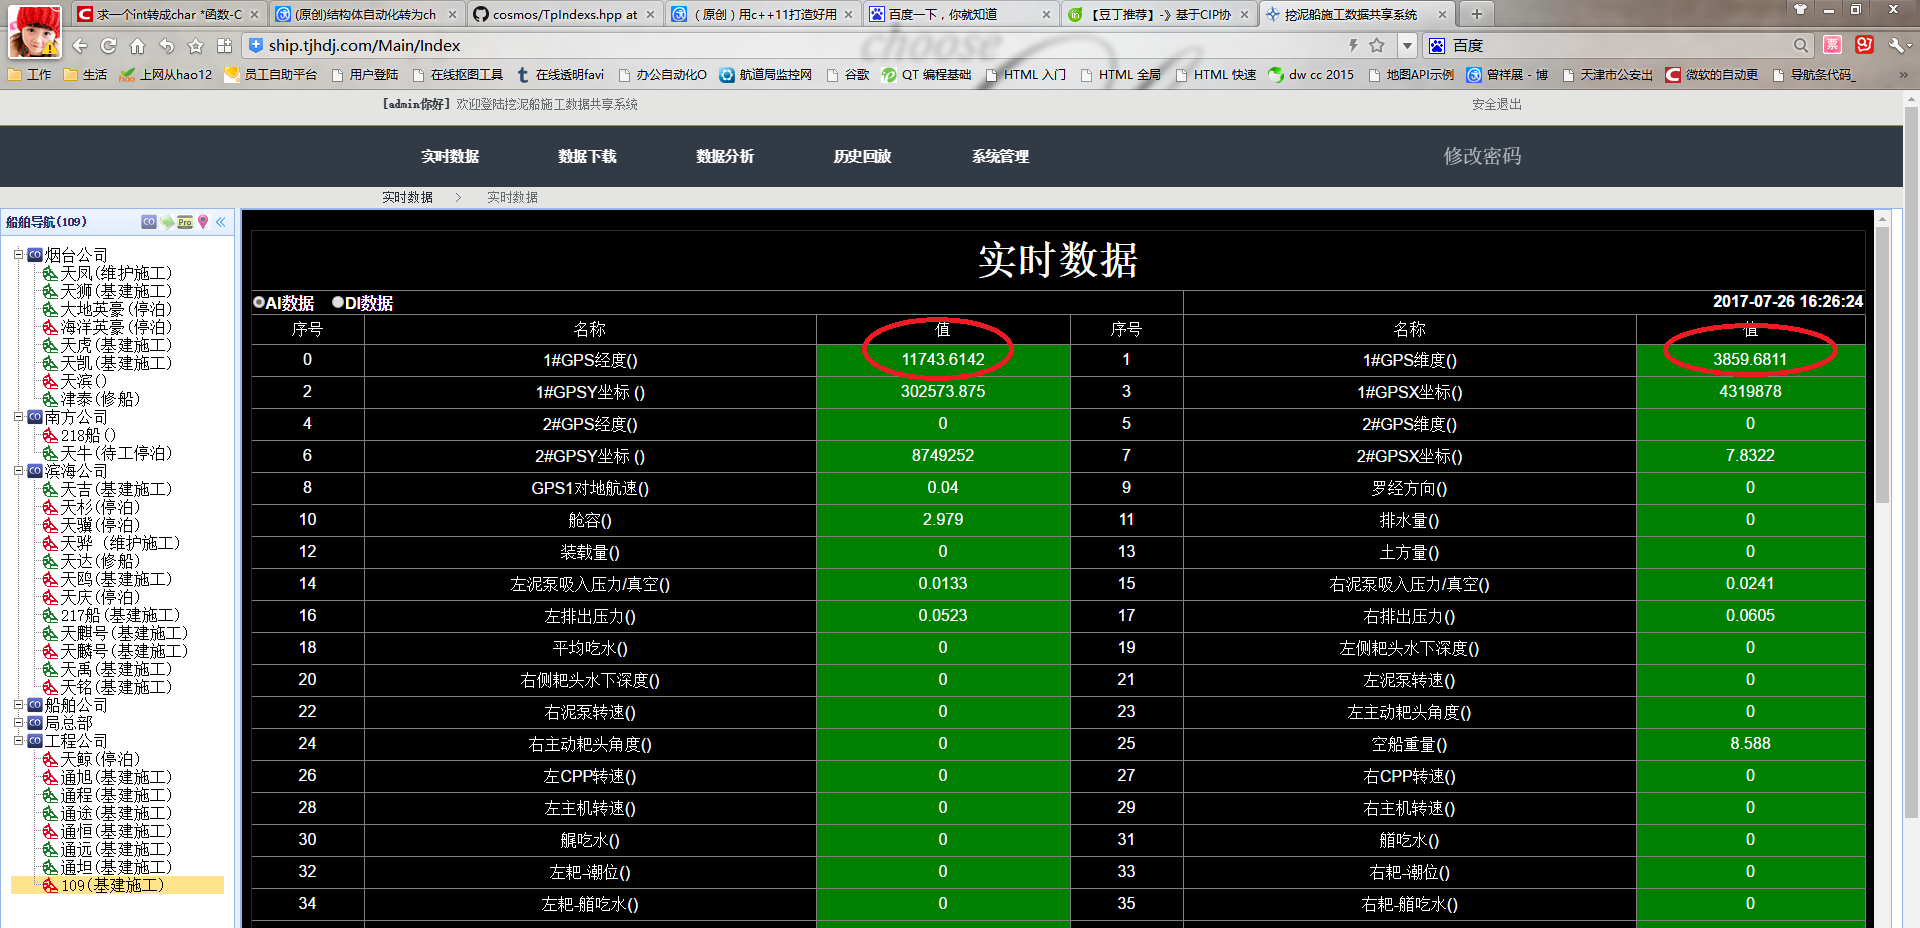 求一个int转成char *函数-C
(原创)结构体自动化转为ch
cosmos/TpIndexs.hpp at
（原创）用c++11打造好用
百度一下，你就知道
【豆丁推荐】-》基于CIP协
挖泥船施工数据共享系统
ship.tjhdj.com/Main/Index
百度
工作 生活 上网从hao12 员工自助平台 用户登陆 在线抠图工具 在线透明favi 办公自动化O 航道局监控网 谷歌 QT 编程基础 HTML 入门 HTML 全局 HTML 快速 dw cc 2015 地图API示例 曾祥展 - 博 天津市公安出 微软的自动更 导航条代码_
[admin你好] 欢迎登陆挖泥船施工数据共享系统
安全退出
实时数据 数据下载 数据分析 历史回放 系统管理
修改密码
实时数据 > 实时数据
船舶导航(109)
烟台公司
天凤(维护施工)
天狮(基建施工)
大地英豪(停泊)
海洋英豪(停泊)
天虎(基建施工)
天凯(基建施工)
天滨()
津泰(修船)
南方公司
218船()
天牛(待工停泊)
滨海公司
天吉(基建施工)
天杉(停泊)
天骥(停泊)
天骅 (维护施工)
天达(修船)
天鸥(基建施工)
天庆(停泊)
217船(基建施工)
天麒号(基建施工)
天麟号(基建施工)
天禹(基建施工)
天铭(基建施工)
船舶公司
局总部
工程公司
天鲸(停泊)
通旭(基建施工)
通程(基建施工)
通途(基建施工)
通恒(基建施工)
通远(基建施工)
通坦(基建施工)
109(基建施工)
实时数据
AI数据 DI数据
2017-07-26 16:26:24
序号 名称 值 序号 名称 值
0 1#GPS经度() 11743.6142 1 1#GPS维度() 3859.6811
2 1#GPSY坐标 () 302573.875 3 1#GPSX坐标() 4319878
4 2#GPS经度() 0 5 2#GPS维度() 0
6 2#GPSY坐标 () 8749252 7 2#GPSX坐标() 7.8322
8 GPS1对地航速() 0.04 9 罗经方向() 0
10 舱容() 2.979 11 排水量() 0
12 装载量() 0 13 土方量() 0
14 左泥泵吸入压力/真空() 0.0133 15 右泥泵吸入压力/真空() 0.0241
16 左排出压力() 0.0523 17 右排出压力() 0.0605
18 平均吃水() 0 19 左侧耙头水下深度() 0
20 右侧耙头水下深度() 0 21 左泥泵转速() 0
22 右泥泵转速() 0 23 左主动耙头角度() 0
24 右主动耙头角度() 0 25 空船重量() 8.588
26 左CPP转速() 0 27 右CPP转速() 0
28 左主机转速() 0 29 右主机转速() 0
30 艉吃水() 0 31 艏吃水() 0
32 左耙-潮位() 0 33 右耙-潮位() 0
34 左耙-艏吃水() 0 35 右耙-艏吃水() 0